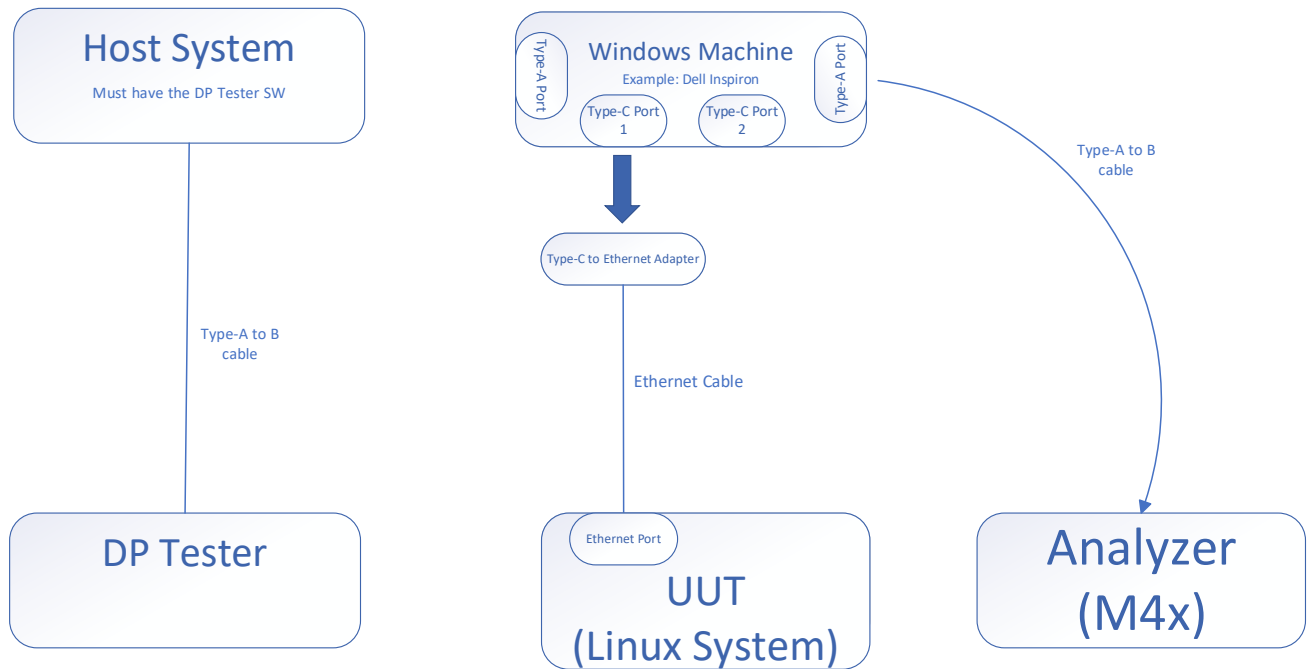 Host System
Must have the DP Tester SW
Type-A to B
cable
DP Tester
Windows Machine
Example: Dell Inspiron
Type-A Port
Type-A Port
Type-C Port
1
Type-C Port
2
Type-C to Ethernet Adapter
Ethernet Cable
Ethernet Port
UUT
(Linux System)
Type-A to B
cable
Analyzer
(M4x)